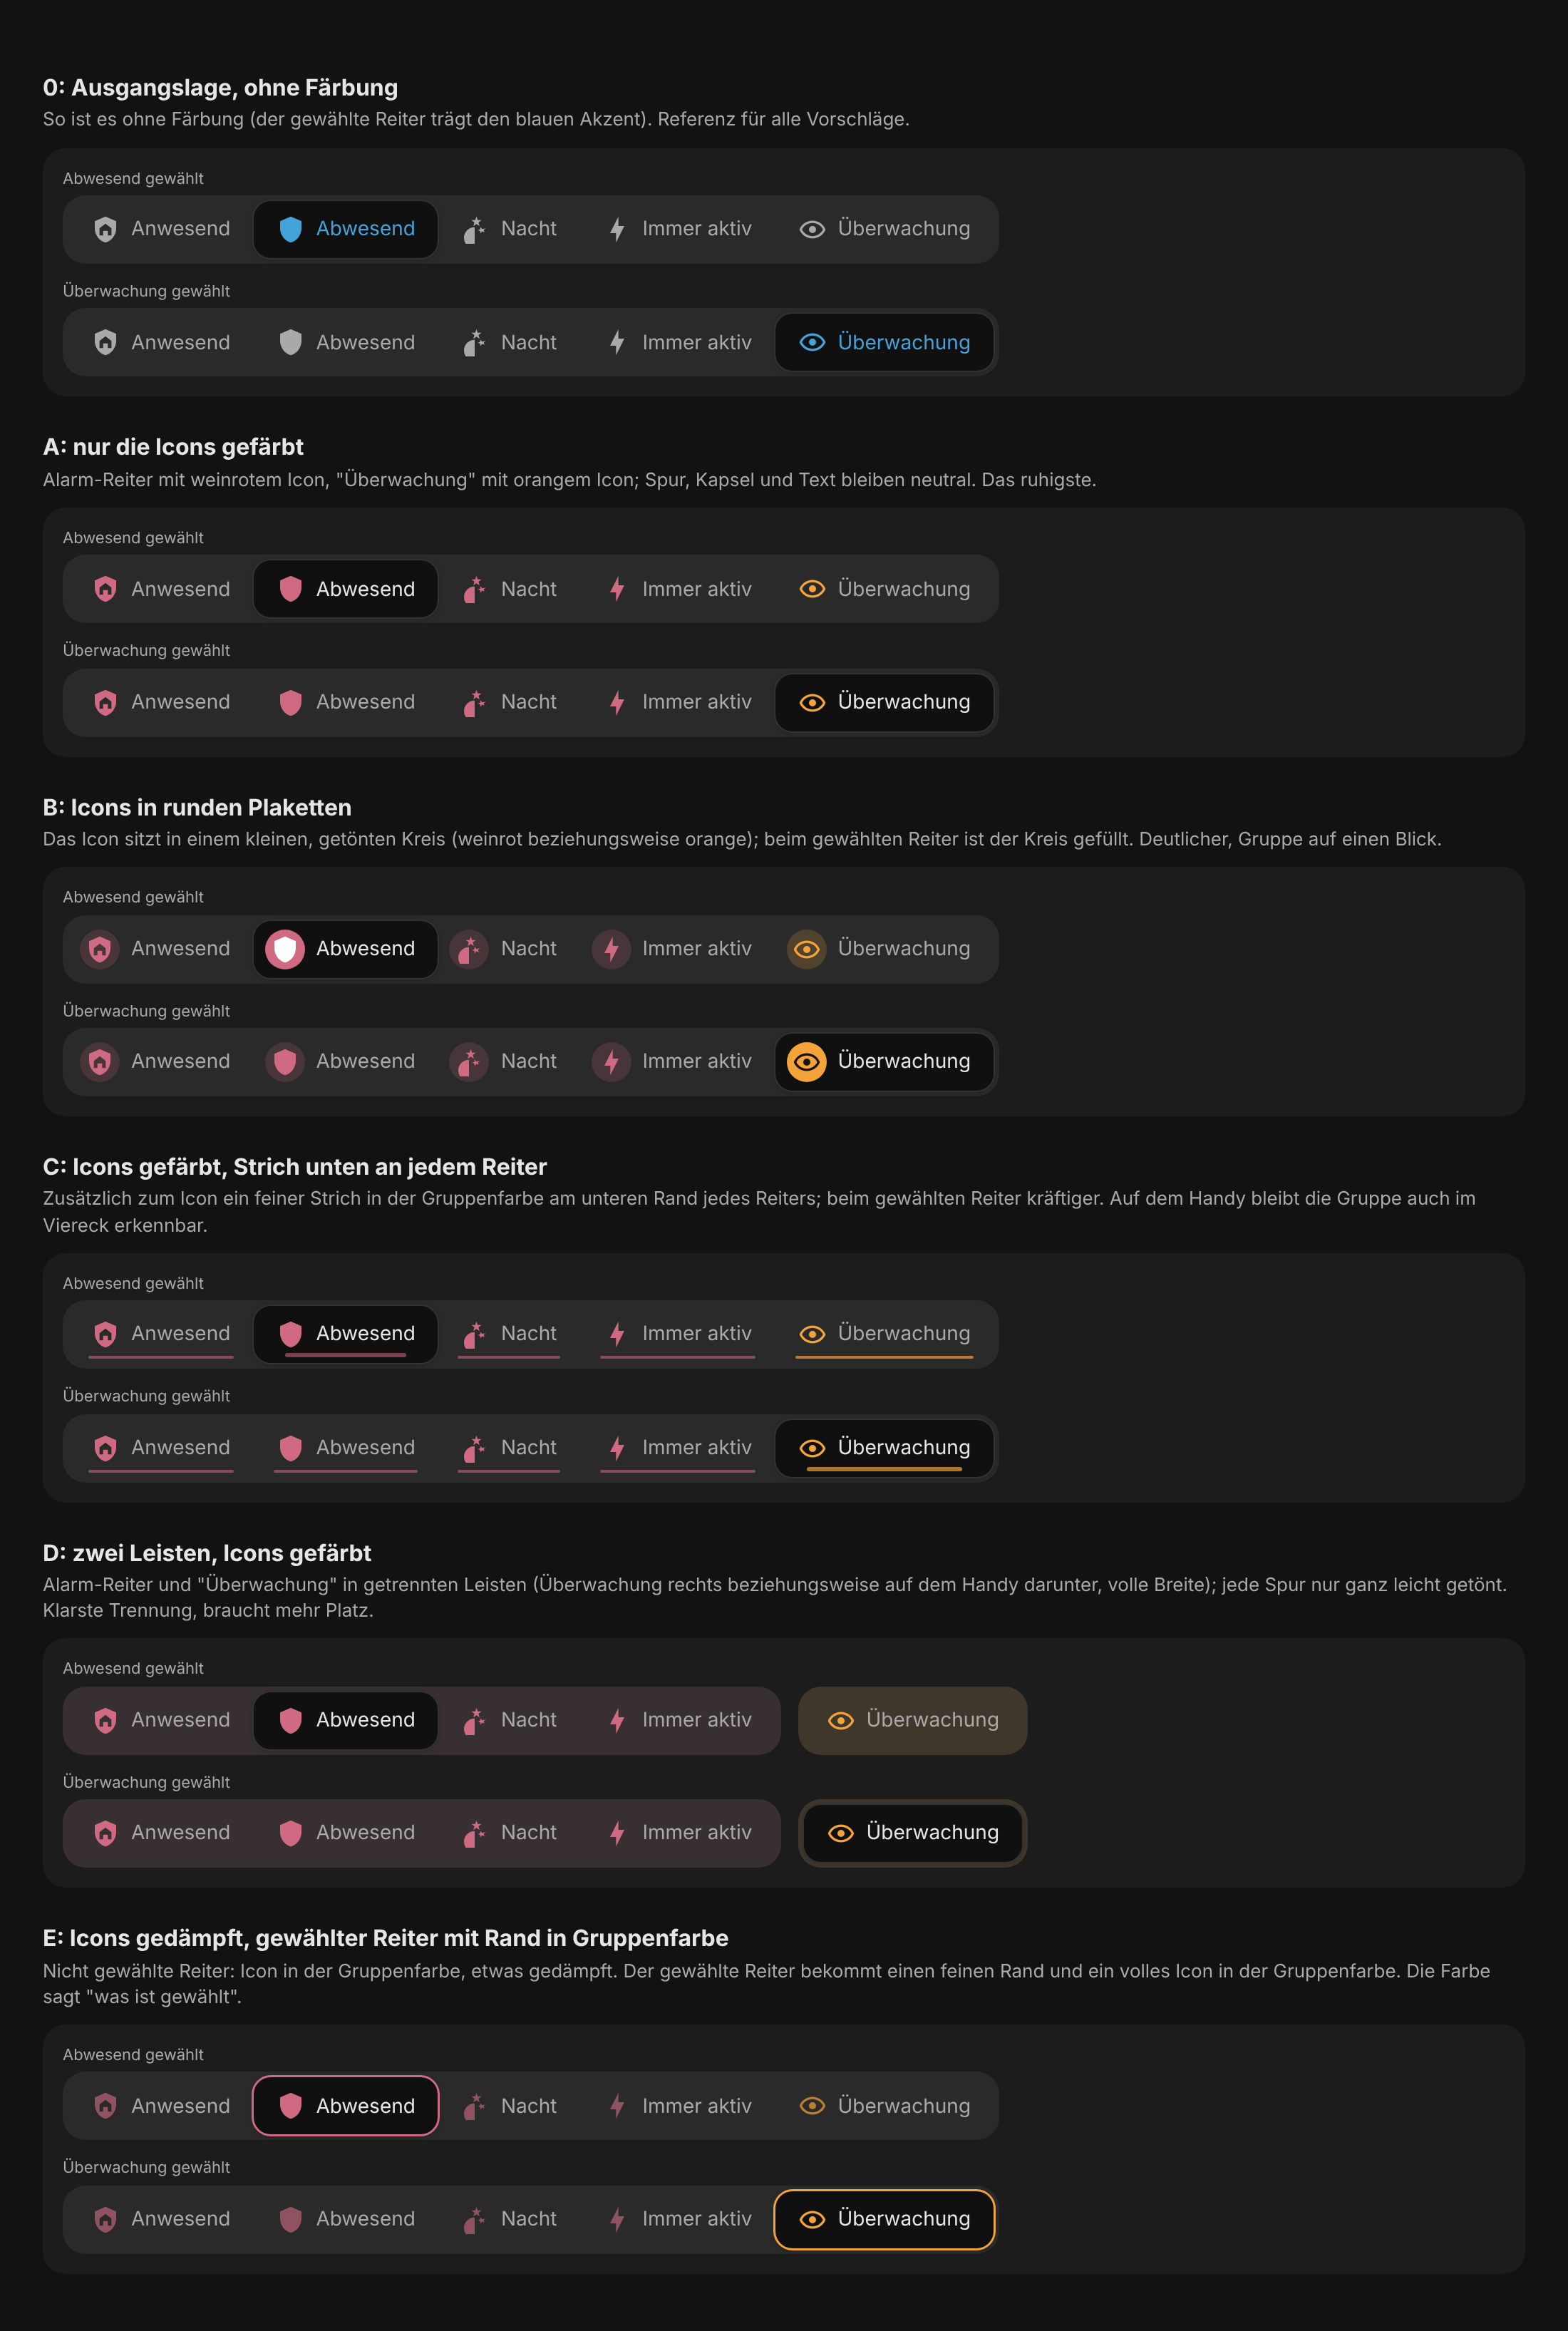 0: Ausgangslage, ohne Färbung
So ist es ohne Färbung (der gewählte Reiter trägt den blauen Akzent). Referenz für alle Vorschläge.
Abwesend gewählt
Anwesend Abwesend Nacht Immer aktiv Überwachung
Überwachung gewählt
Anwesend Abwesend Nacht Immer aktiv Überwachung
A: nur die Icons gefärbt
Alarm-Reiter mit weinrotem Icon, "Überwachung" mit orangem Icon; Spur, Kapsel und Text bleiben neutral. Das ruhigste.
Abwesend gewählt
Anwesend Abwesend Nacht Immer aktiv Überwachung
Überwachung gewählt
Anwesend Abwesend Nacht Immer aktiv Überwachung
B: Icons in runden Plaketten
Das Icon sitzt in einem kleinen, getönten Kreis (weinrot beziehungsweise orange); beim gewählten Reiter ist der Kreis gefüllt. Deutlicher, Gruppe auf einen Blick.
Abwesend gewählt
Anwesend Abwesend Nacht Immer aktiv Überwachung
Überwachung gewählt
Anwesend Abwesend Nacht Immer aktiv Überwachung
C: Icons gefärbt, Strich unten an jedem Reiter
Zusätzlich zum Icon ein feiner Strich in der Gruppenfarbe am unteren Rand jedes Reiters; beim gewählten Reiter kräftiger. Auf dem Handy bleibt die Gruppe auch im
Viereck erkennbar.
Abwesend gewählt
Anwesend Abwesend Nacht Immer aktiv Überwachung
Überwachung gewählt
Anwesend Abwesend Nacht Immer aktiv Überwachung
D: zwei Leisten, Icons gefärbt
Alarm-Reiter und "Überwachung" in getrennten Leisten (Überwachung rechts beziehungsweise auf dem Handy darunter, volle Breite); jede Spur nur ganz leicht getönt.
Klarste Trennung, braucht mehr Platz.
Abwesend gewählt
Anwesend Abwesend Nacht Immer aktiv Überwachung
Überwachung gewählt
Anwesend Abwesend Nacht Immer aktiv Überwachung
E: Icons gedämpft, gewählter Reiter mit Rand in Gruppenfarbe
Nicht gewählte Reiter: Icon in der Gruppenfarbe, etwas gedämpft. Der gewählte Reiter bekommt einen feinen Rand und ein volles Icon in der Gruppenfarbe. Die Farbe
sagt "was ist gewählt".
Abwesend gewählt
Anwesend Abwesend Nacht Immer aktiv Überwachung
Überwachung gewählt
Anwesend Abwesend Nacht Immer aktiv Überwachung